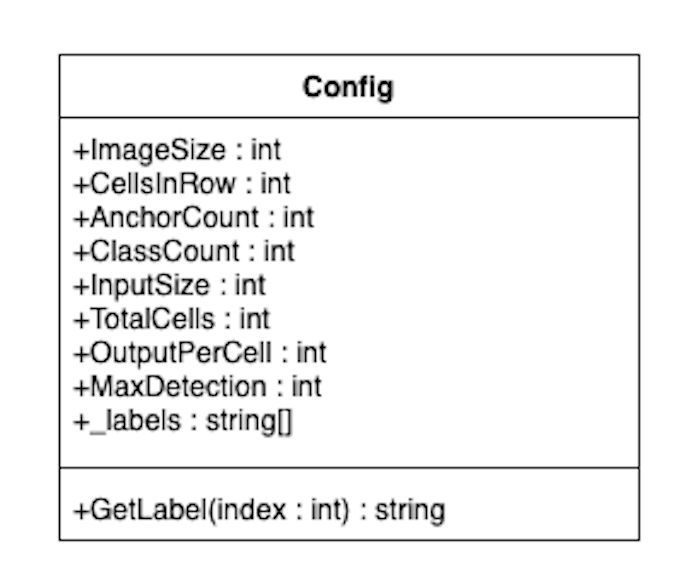 Config
+ImageSize : int
+CellsInRow : int
+AnchorCount : int
+ClassCount : int
+InputSize : int
+TotalCells : int
+OutputPerCell : int
+MaxDetection : int
+_labels : string[]
+GetLabel(index : int) : string